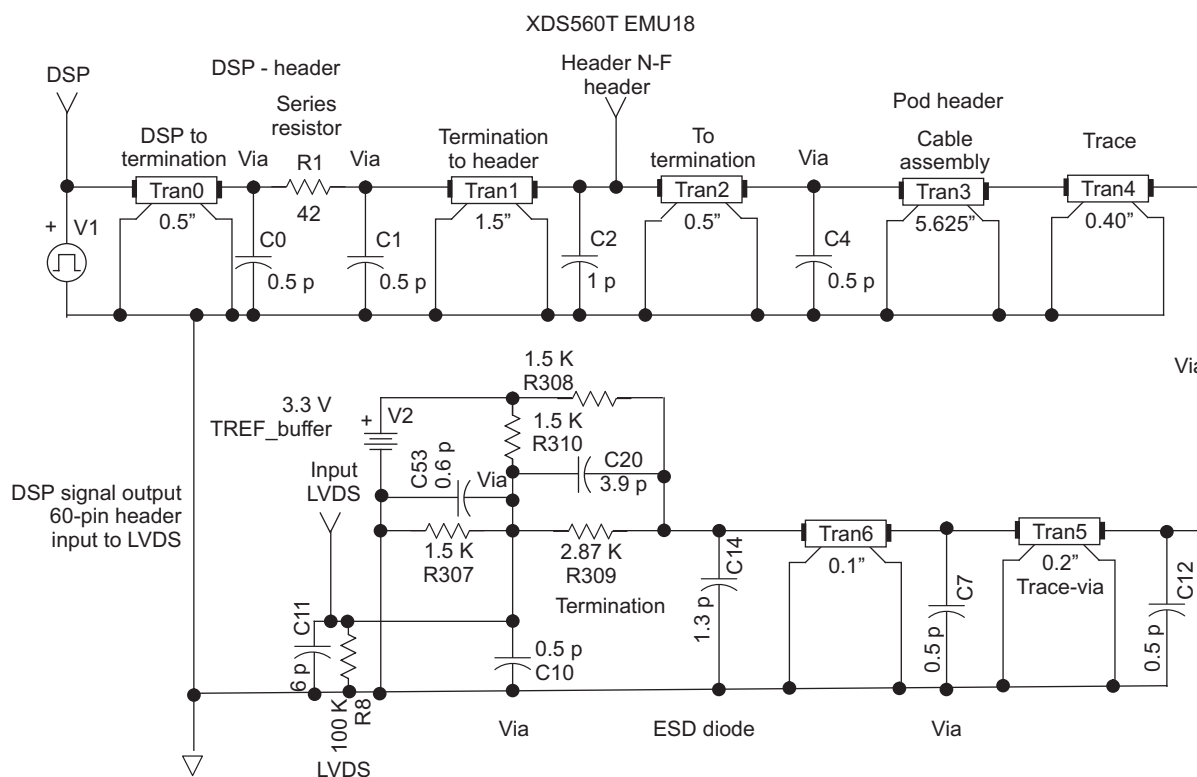 XDS560T EMU18
DSP
DSP - header
Header N-F
header
Series
resistor
Pod header
DSP to
termination
Via
R1
Via
Termination
to header
To
termination
Via
Cable
assembly
Trace
Tran0
42
Tran1
Tran2
Tran3
Tran4
+
V1
0.5”
C0
0.5 p
C1
0.5 p
1.5”
C2
1 p
0.5”
C4
0.5 p
5.625”
0.40”
1.5 K
R308
Via
3.3 V
TREF_buffer
+
V2
1.5 K
R310
C53
0.6 p
Via
C20
3.9 p
Input
LVDS
DSP signal output
60-pin header
input to LVDS
1.5 K
R307
2.87 K
R309
Termination
C14
1.3 p
Tran6
0.1”
C7
0.5 p
Tran5
0.2”
Trace-via
C12
0.5 p
C11
6 p
0.5 p
C10
100 K
R8
LVDS
Via
ESD diode
Via